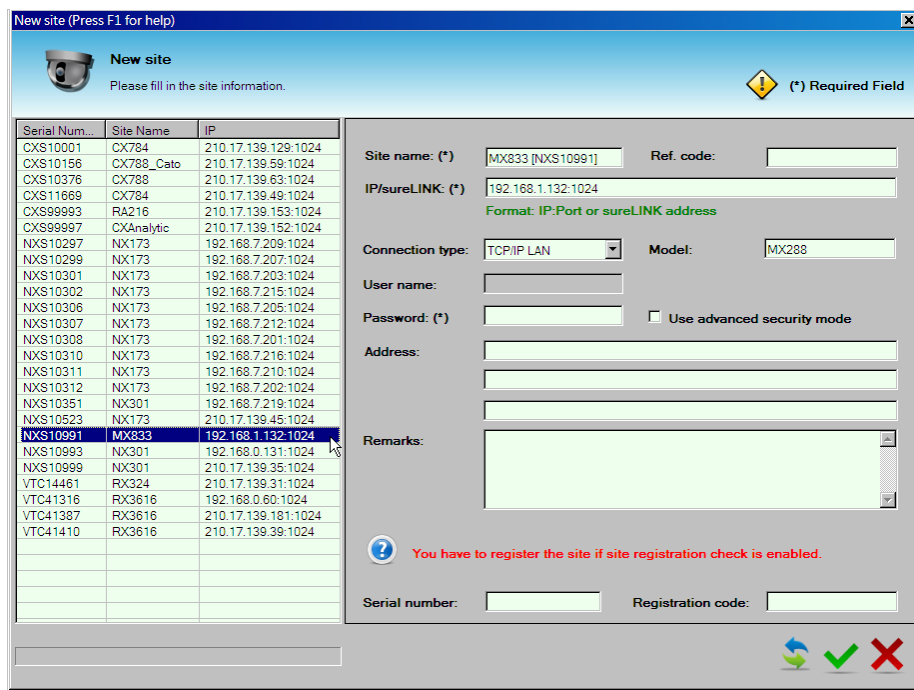 New site (Press F1 for help)
New site
Please fill in the site information.
(*) Required Field
Serial Num... Site Name IP
CXS10001 CX784 210.17.139.129:1024
CXS10156 CX788_Cato 210.17.139.59:1024
CXS10376 CX788 210.17.139.63:1024
CXS11669 CX784 210.17.139.49:1024
CXS99993 RA216 210.17.139.153:1024
CXS99997 CXAnalytic 210.17.139.152:1024
NXS10297 NX173 192.168.7.209:1024
NXS10299 NX173 192.168.7.207:1024
NXS10301 NX173 192.168.7.203:1024
NXS10302 NX173 192.168.7.215:1024
NXS10306 NX173 192.168.7.205:1024
NXS10307 NX173 192.168.7.212:1024
NXS10308 NX173 192.168.7.201:1024
NXS10310 NX173 192.168.7.216:1024
NXS10311 NX173 192.168.7.210:1024
NXS10312 NX173 192.168.7.202:1024
NXS10351 NX301 192.168.7.219:1024
NXS10523 NX173 210.17.139.45:1024
NXS10991 MX833 192.168.1.132:1024
NXS10993 NX301 192.168.0.131:1024
NXS10999 NX301 210.17.139.35:1024
VTC14461 RX324 210.17.139.31:1024
VTC41316 RX3616 192.168.0.60:1024
VTC41387 RX3616 210.17.139.181:1024
VTC41410 RX3616 210.17.139.39:1024
Site name: (*) MX833 [NXS10991] Ref. code:
IP/sureLINK: (*) 192.168.1.132:1024
Format: IP:Port or sureLINK address
Connection type: TCP/IP LAN Model: MX288
User name:
Password: (*) Use advanced security mode
Address:
Remarks:
You have to register the site if site registration check is enabled.
Serial number: Registration code: